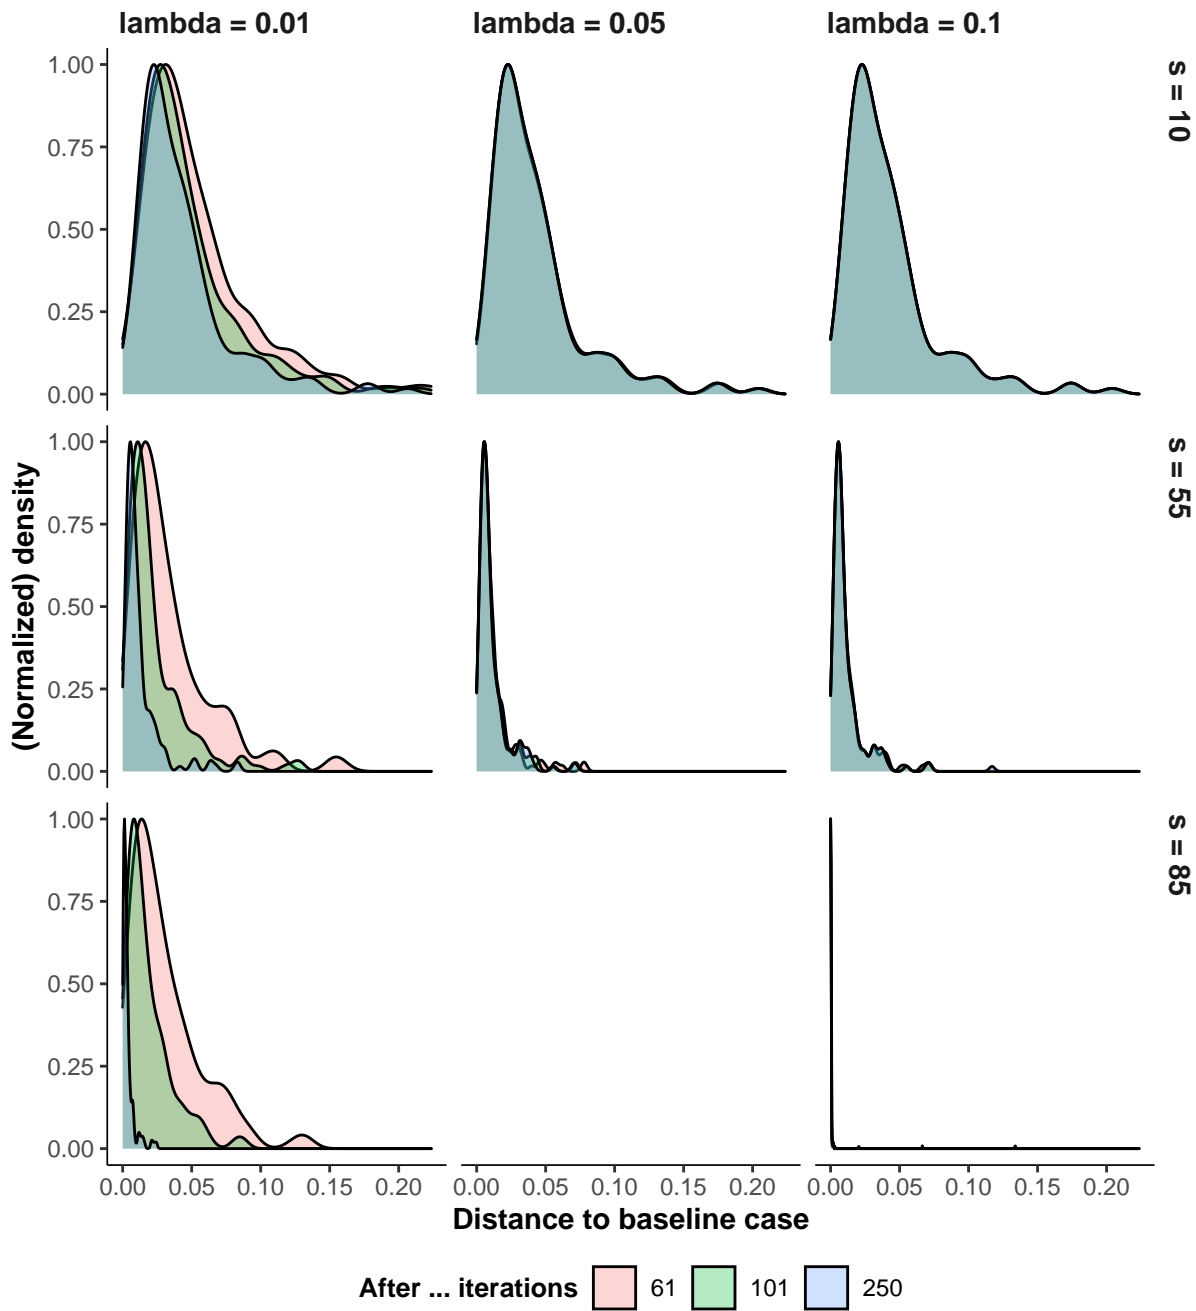 lambda = 0.01 lambda = 0.05 lambda = 0.1
s = 10
1.00
0.75
0.50
0.25
0.00
s = 55
1.00
0.75
0.50
0.25
0.00
s = 85
1.00
0.75
0.50
0.25
0.00
(Normalized) density
0.00 0.05 0.10 0.15 0.20 0.00 0.05 0.10 0.15 0.20 0.00 0.05 0.10 0.15 0.20
Distance to baseline case
After ... iterations 61 101 250